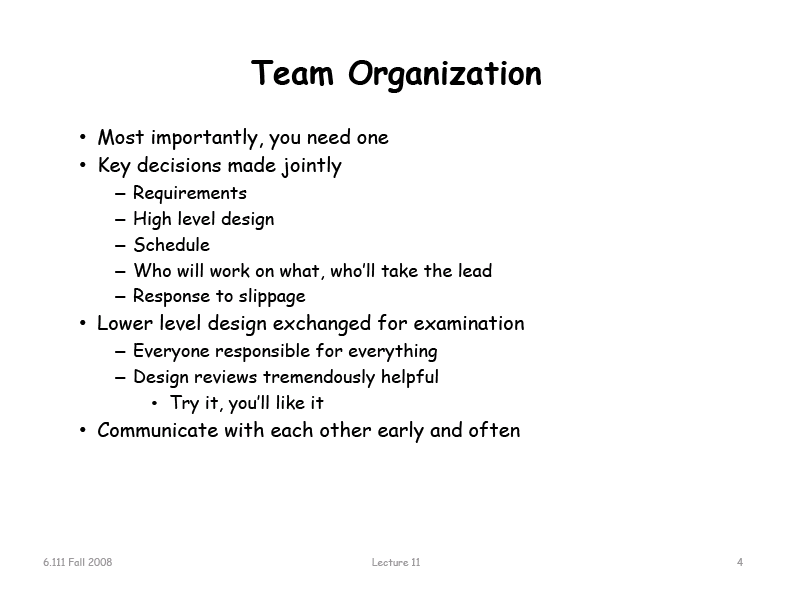 Team Organization
• Most importantly, you need one
• Key decisions made jointly
– Requirements
– High level design
– Schedule
– Who will work on what, who'll take the lead
– Response to slippage
• Lower level design exchanged for examination
– Everyone responsible for everything
– Design reviews tremendously helpful
• Try it, you'll like it
• Communicate with each other early and often
6.111 Fall 2008
Lecture 11
4